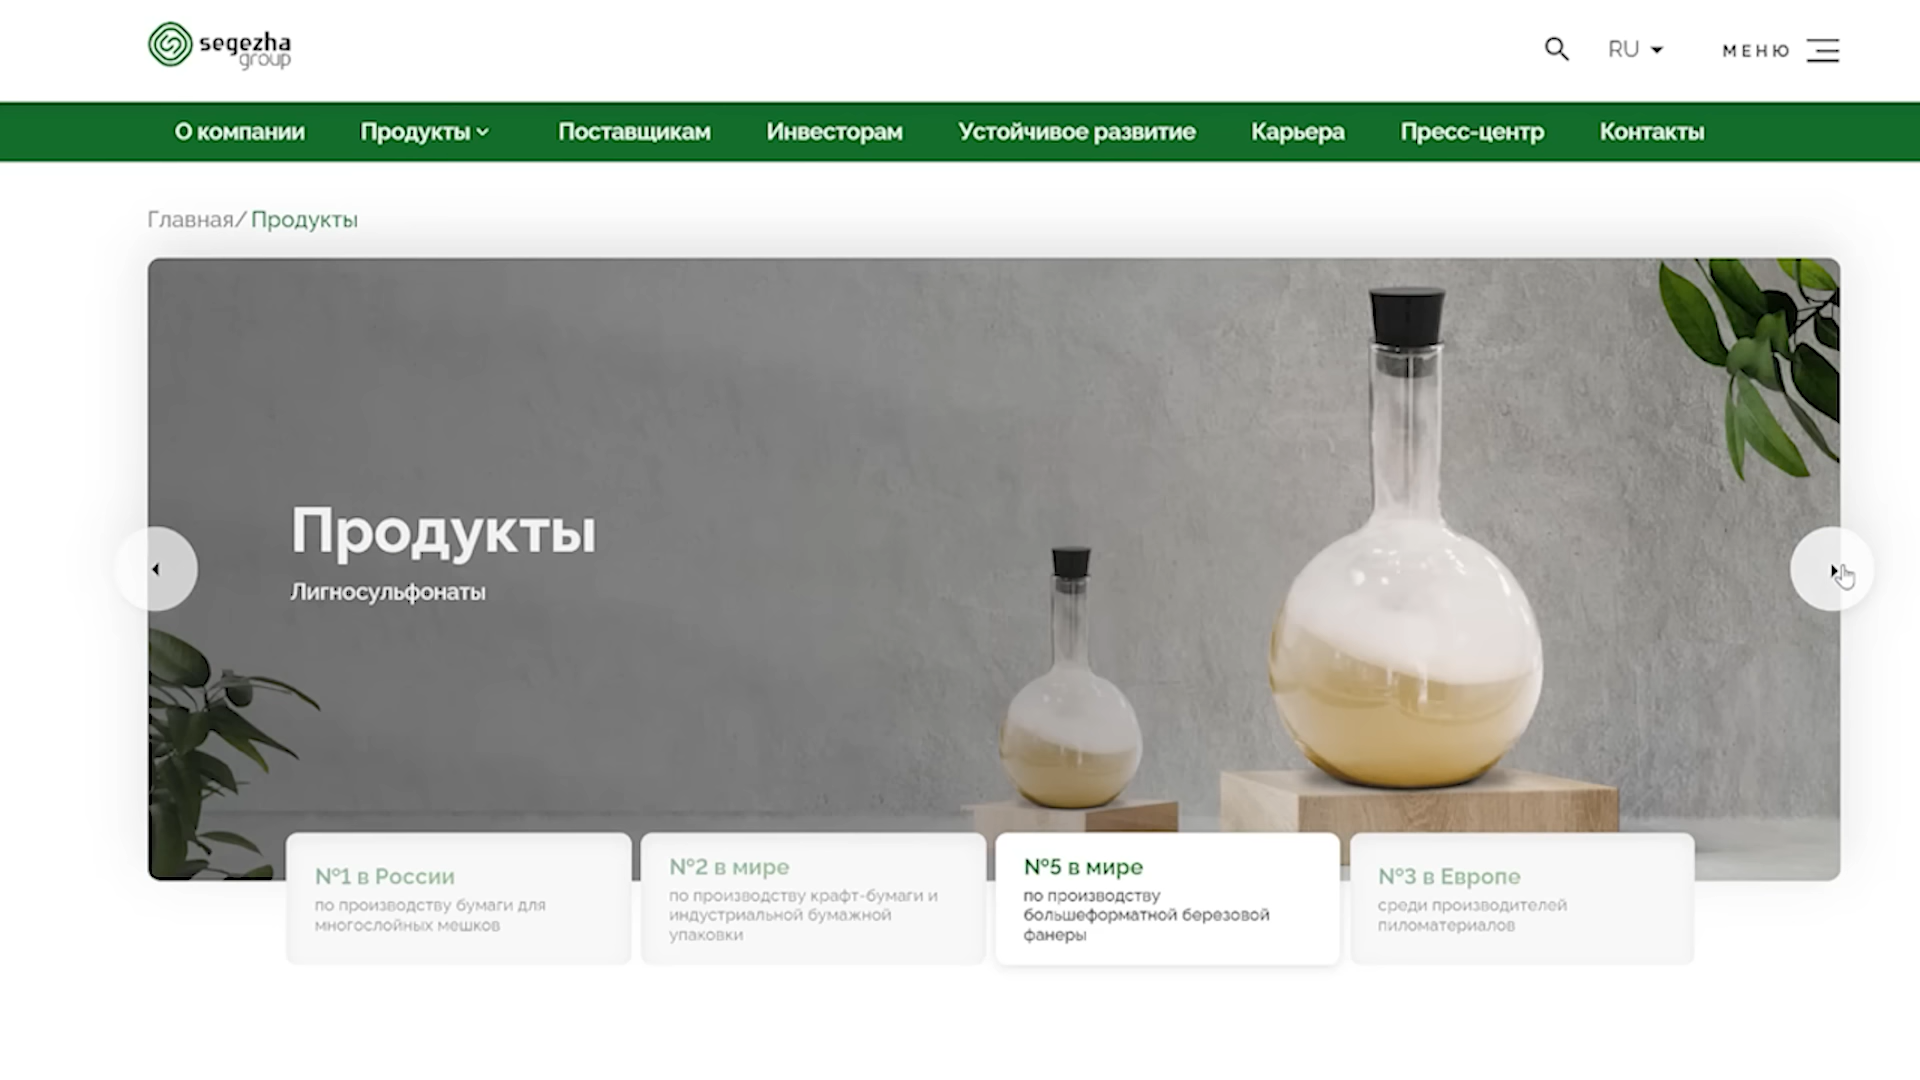 segezha
group
RU
МЕНЮ
О компании
Продукты
Поставщикам
Инвесторам
Устойчивое развитие
Карьера
Пресс-центр
Контакты
Главная/ Продукты
Продукты
Лигносульфонаты
№1 в России
по производству бумаги для
многослойных мешков
№2 в мире
по производству крафт-бумаги и
индустриальной бумажной
упаковки
№5 в мире
по производству
большеформатной березовой
фанеры
№3 в Европе
среди производителей
пиломатериалов